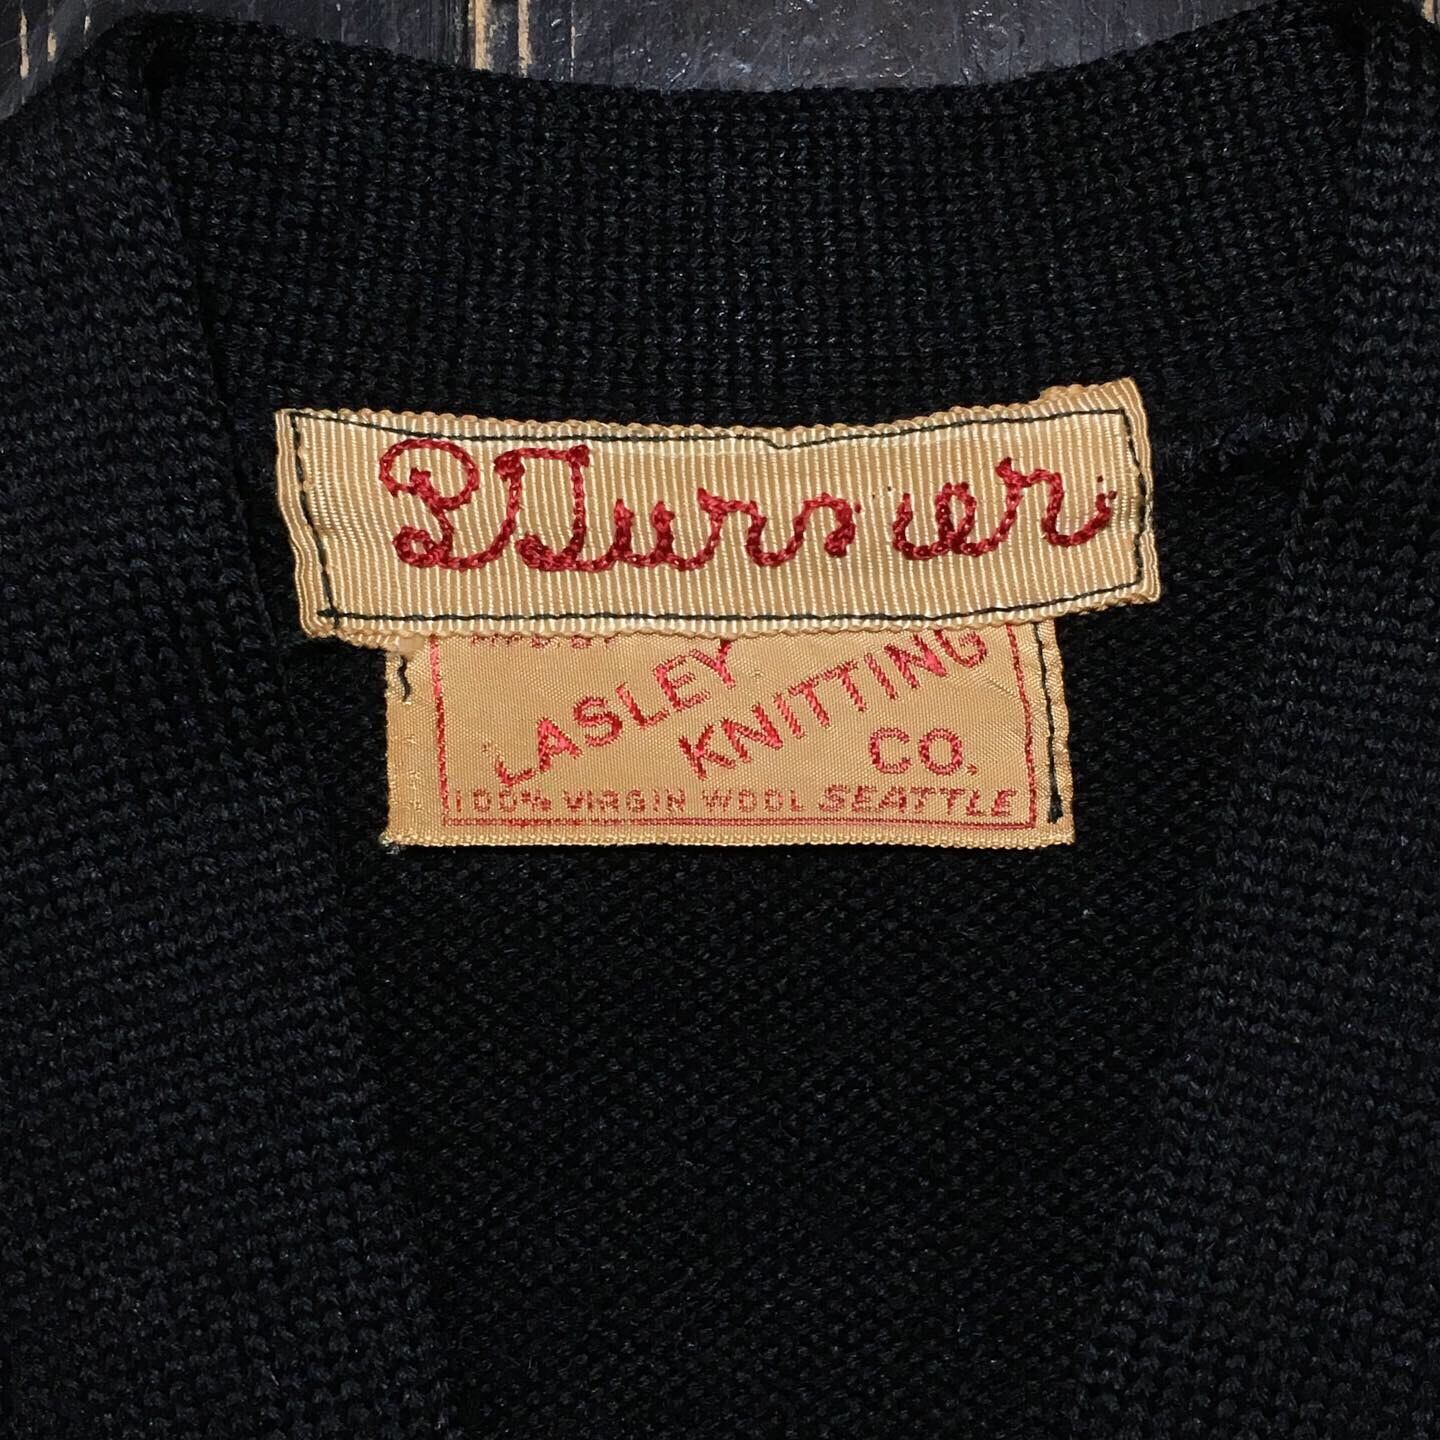 P Turner
LASLEY
KNITTING
CO.
100% VIRGIN WOOL SEATTLE